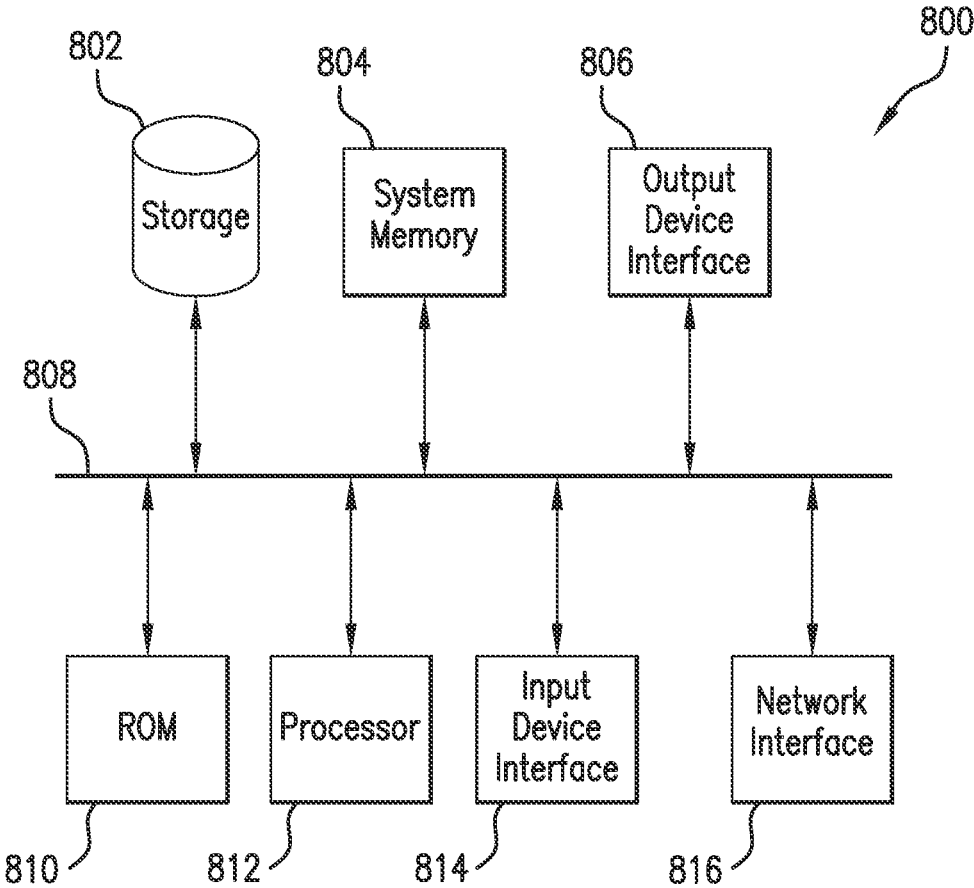 800
802
804
806
Storage
System
Memory
Output
Device
Interface
808
ROM
Processor
Input
Device
Interface
Network
Interface
810
812
814
816